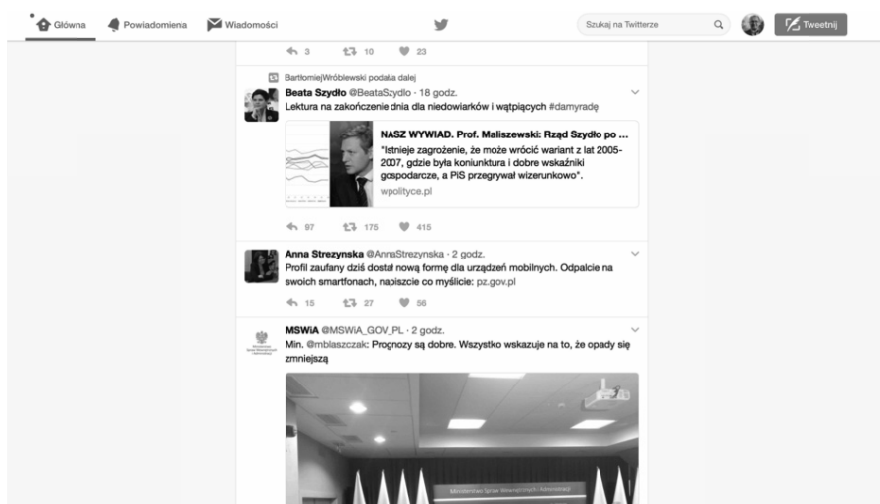 Główna Powiadomienia Wiadomości Szukaj na Twitterze Tweetnij
3 10 23
BartłomiejWróblewski podał/a dalej
Beata Szydło @BeataSzydlo · 18 godz.
Lektura na zakończenie dnia dla niedowiarków i wątpiących #damyradę
NASZ WYWIAD. Prof. Maliszewski: Rząd Szydło po ...
"Istnieje zagrożenie, że może wrócić wariant z lat 2005-
2007, gdzie była koniunktura i dobre wskaźniki
gospodarcze, a PiS przegrywał wizerunkowo".
wpolityce.pl
97 175 415
Anna Strezynska @AnnaStrezynska · 2 godz.
Profil zaufany dziś dostał nową formę dla urządzeń mobilnych. Odpalcie na
swoich smartfonach, napiszcie co myślicie: pz.gov.pl
15 27 56
MSWiA @MSWiA_GOV_PL · 2 godz.
Min. @mblaszczak: Prognozy są dobre. Wszystko wskazuje na to, że opady się
zmniejszą
Ministerstwo Spraw Wewnętrznych i Administracji